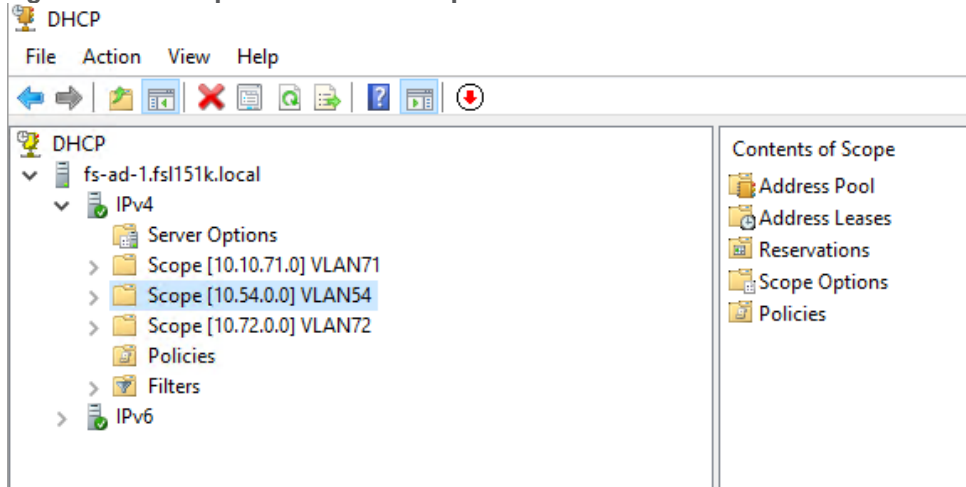 DHCP
File Action View Help
DHCP
fs-ad-1.fsl151k.local
IPv4
Server Options
Scope [10.10.71.0] VLAN71
Scope [10.54.0.0] VLAN54
Scope [10.72.0.0] VLAN72
Policies
Filters
IPv6
Contents of Scope
Address Pool
Address Leases
Reservations
Scope Options
Policies